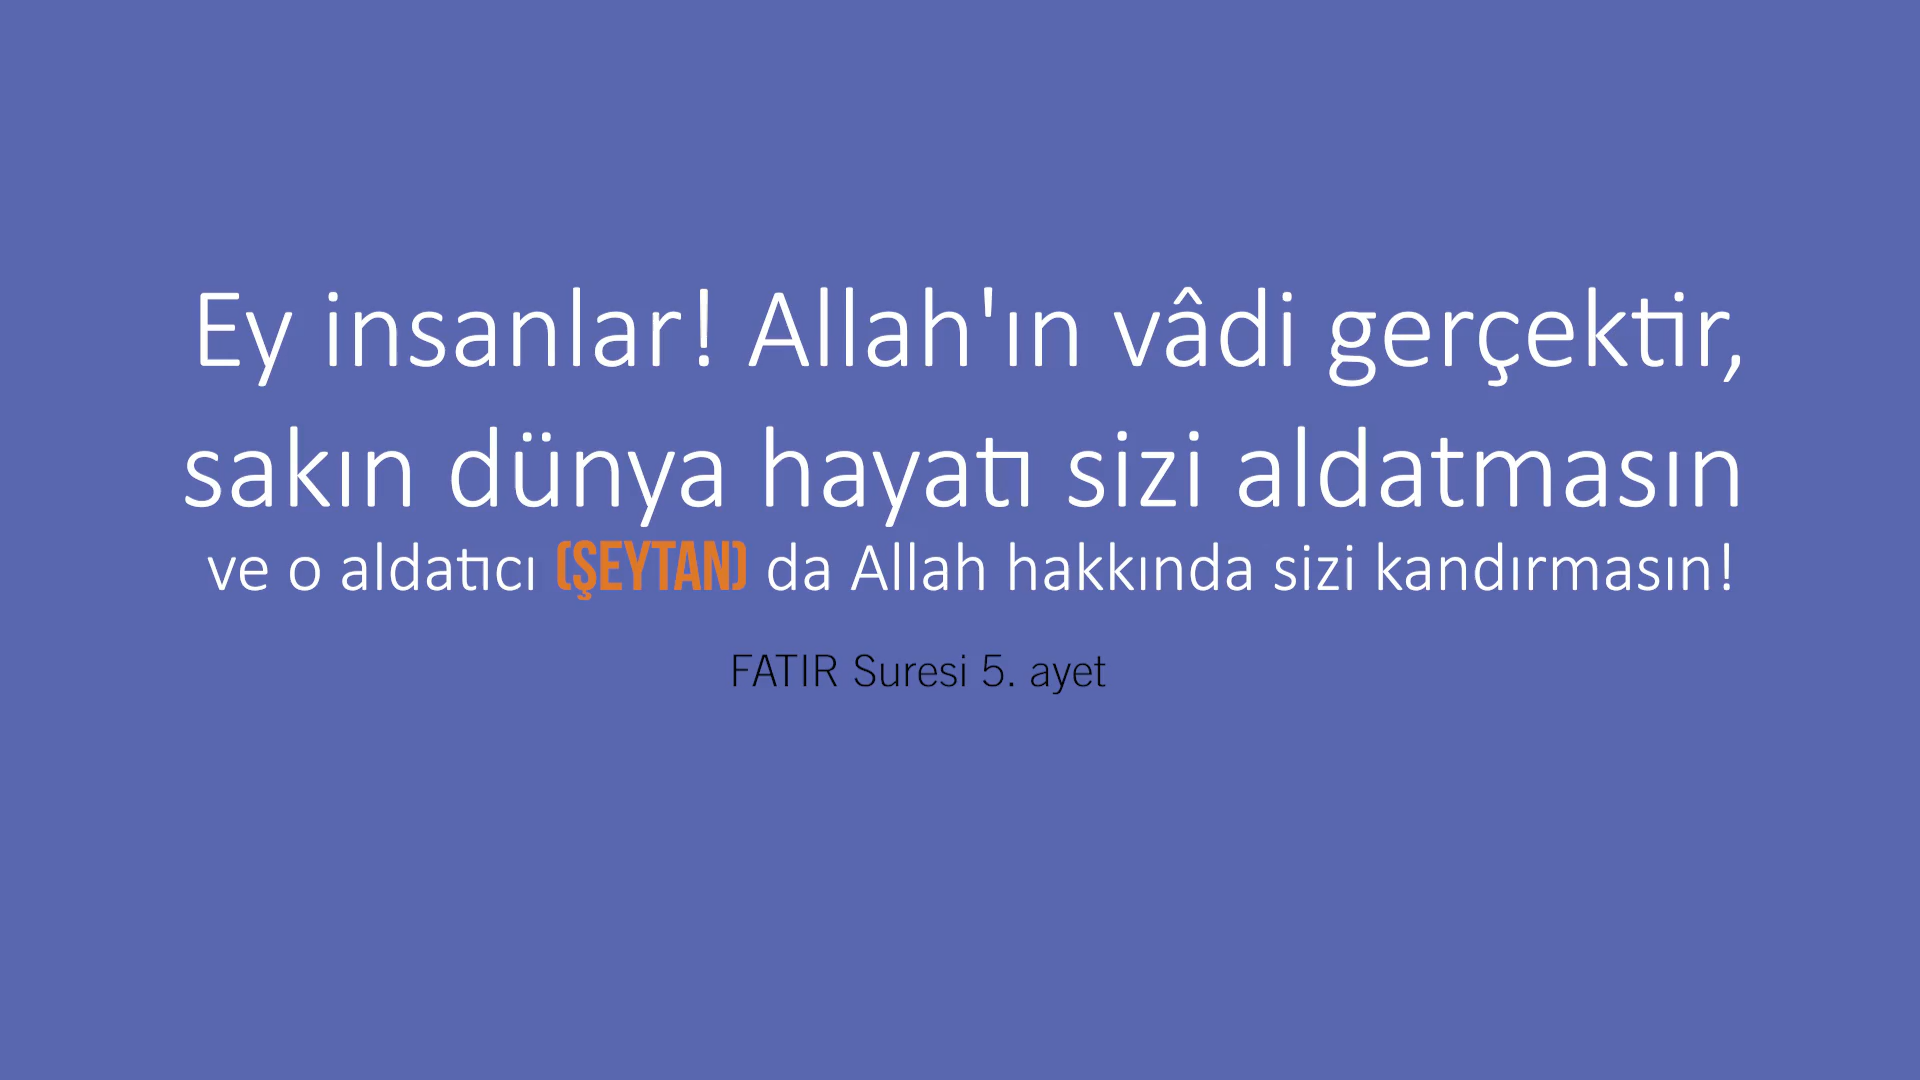 Ey insanlar! Allah'ın vâdi gerçektir,
sakın dünya hayatı sizi aldatmasın
ve o aldatıcı (ŞEYTAN) da Allah hakkında sizi kandırmasın!
FATIR Suresi 5. ayet